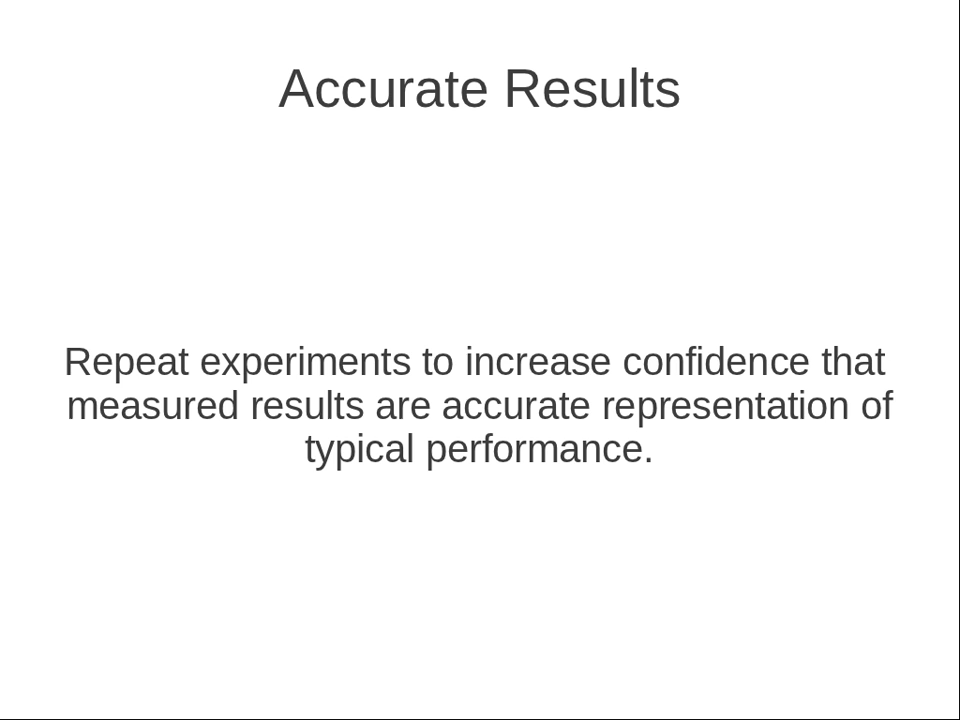 Accurate Results
Repeat experiments to increase confidence that
measured results are accurate representation of
typical performance.